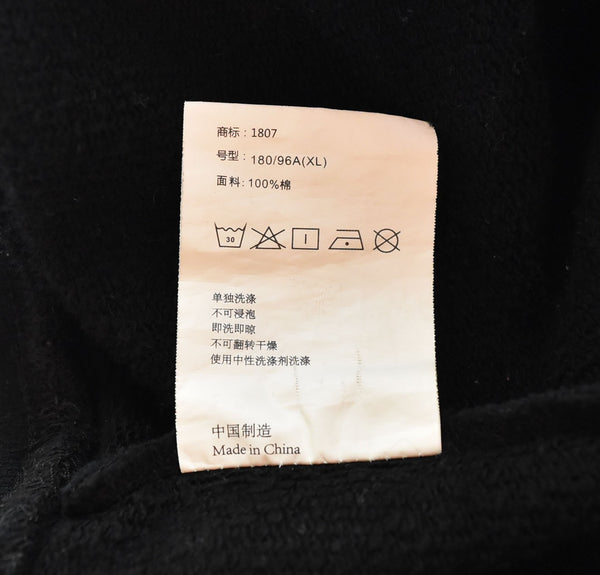 商标: 1807
号型: 180/96A(XL)
面料: 100%棉
30
单独洗涤
不可浸泡
即洗即晾
不可翻转干燥
使用中性洗涤剂洗涤
中国制造
Made in China